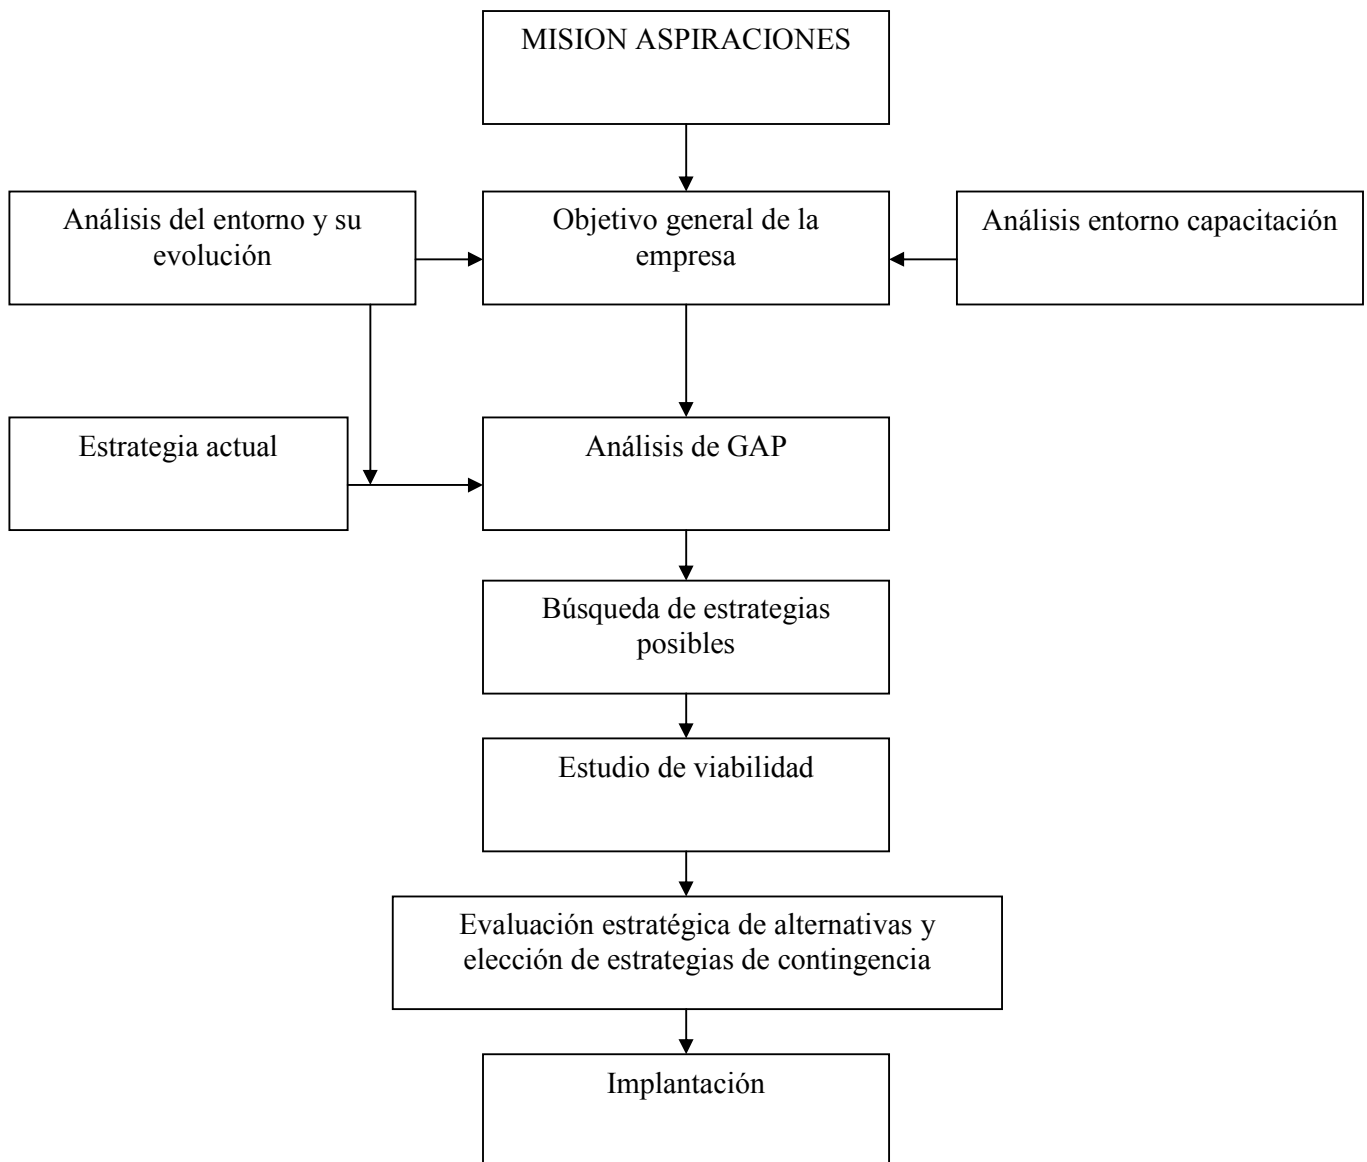 MISION ASPIRACIONES
Análisis del entorno y su
evolución
Objetivo general de la
empresa
Análisis entorno capacitación
Estrategia actual
Análisis de GAP
Búsqueda de estrategias
posibles
Estudio de viabilidad
Evaluación estratégica de alternativas y
elección de estrategias de contingencia
Implantación